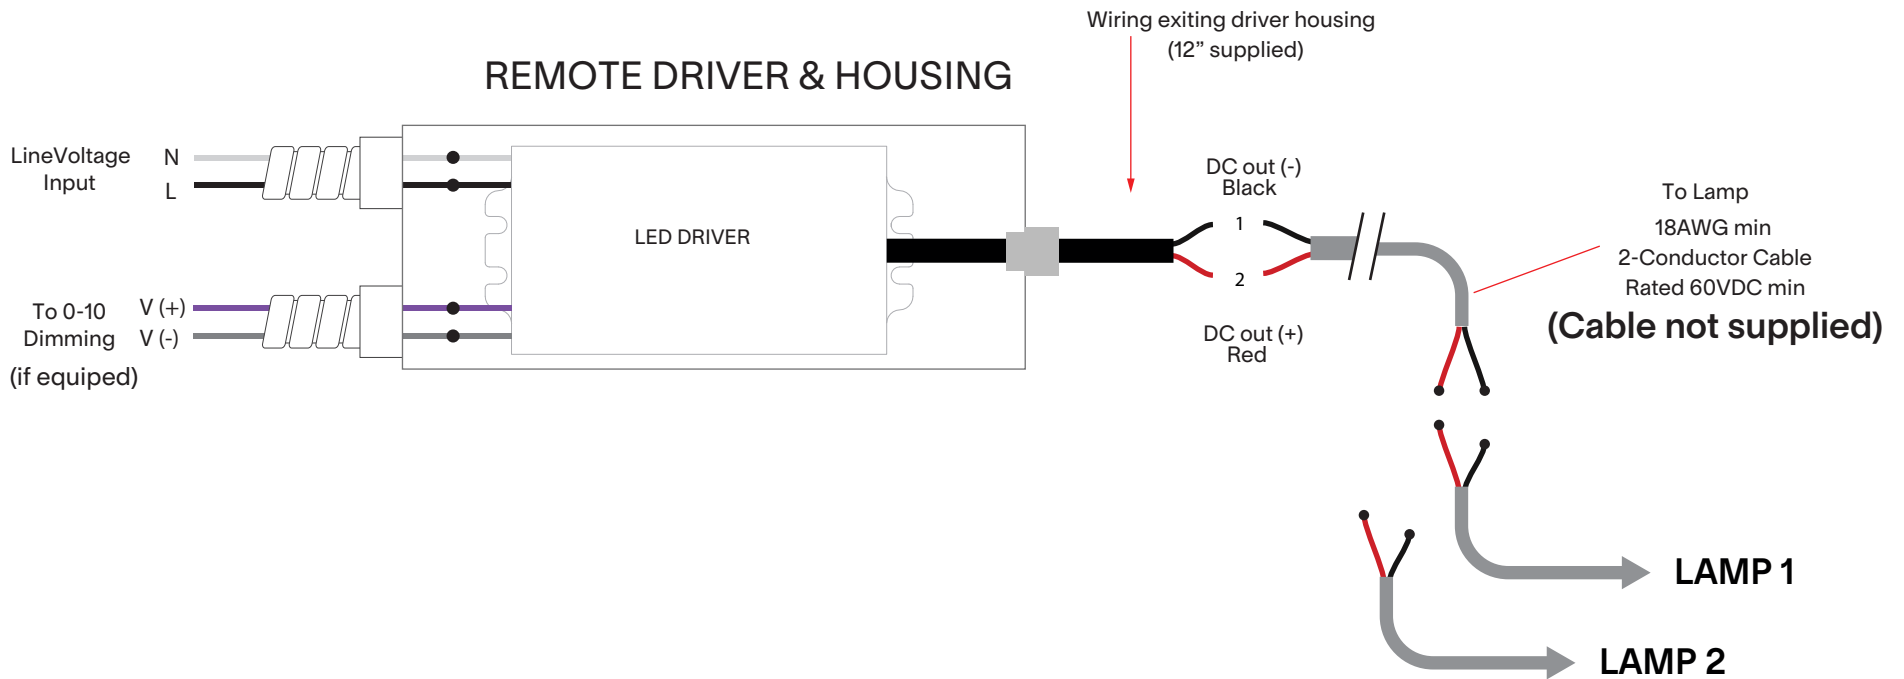 Wiring exiting driver housing
(12” supplied)
REMOTE DRIVER & HOUSING
LineVoltage
Input
N
L
LED DRIVER
To 0-10
Dimming
(if equiped)
V (+)
V (-)
DC out (-)
Black
1
2
DC out (+)
Red
To Lamp
18AWG min
2-Conductor Cable
Rated 60VDC min
(Cable not supplied)
LAMP 1
LAMP 2